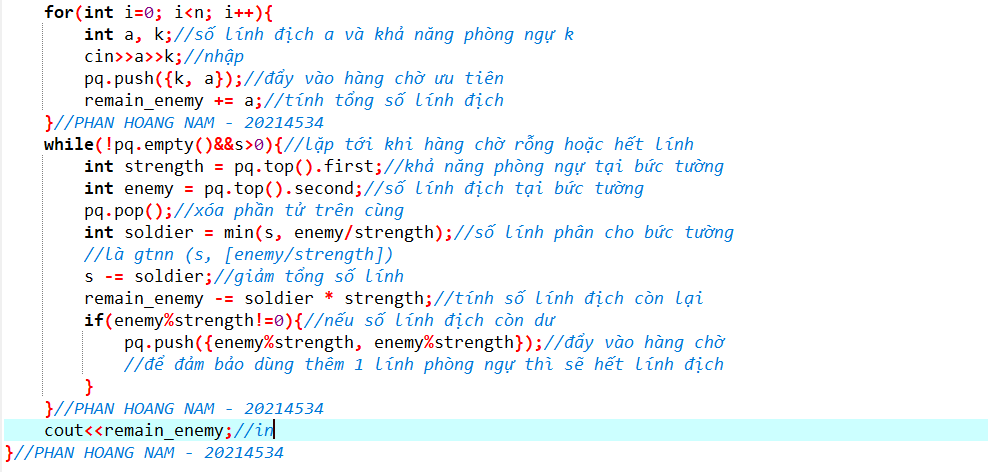 for(int i=0; i<n; i++){
int a, k;//số lính địch a và khả năng phòng ngự k
cin>>a>>k;//nhập
pq.push({k, a});//đẩy vào hàng chờ ưu tiên
remain_enemy += a;//tính tổng số lính địch
}//PHAN HOANG NAM - 20214534
while(!pq.empty()&&s>0){//lặp tới khi hàng chờ rỗng hoặc hết lính
int strength = pq.top().first;//khả năng phòng ngự tại bức tường
int enemy = pq.top().second;//số lính địch tại bức tường
pq.pop();//xóa phần tử trên cùng
int soldier = min(s, enemy/strength);//số lính phân cho bức tường
//là gtnn (s, [enemy/strength])
s -= soldier;//giảm tổng số lính
remain_enemy -= soldier * strength;//tính số lính địch còn lại
if(enemy%strength!=0){//nếu số lính địch còn dư
pq.push({enemy%strength, enemy%strength});//đẩy vào hàng chờ
//để đảm bảo dùng thêm 1 lính phòng ngự thì sẽ hết lính địch
}
}//PHAN HOANG NAM - 20214534
cout<<remain_enemy;//in
}//PHAN HOANG NAM - 20214534